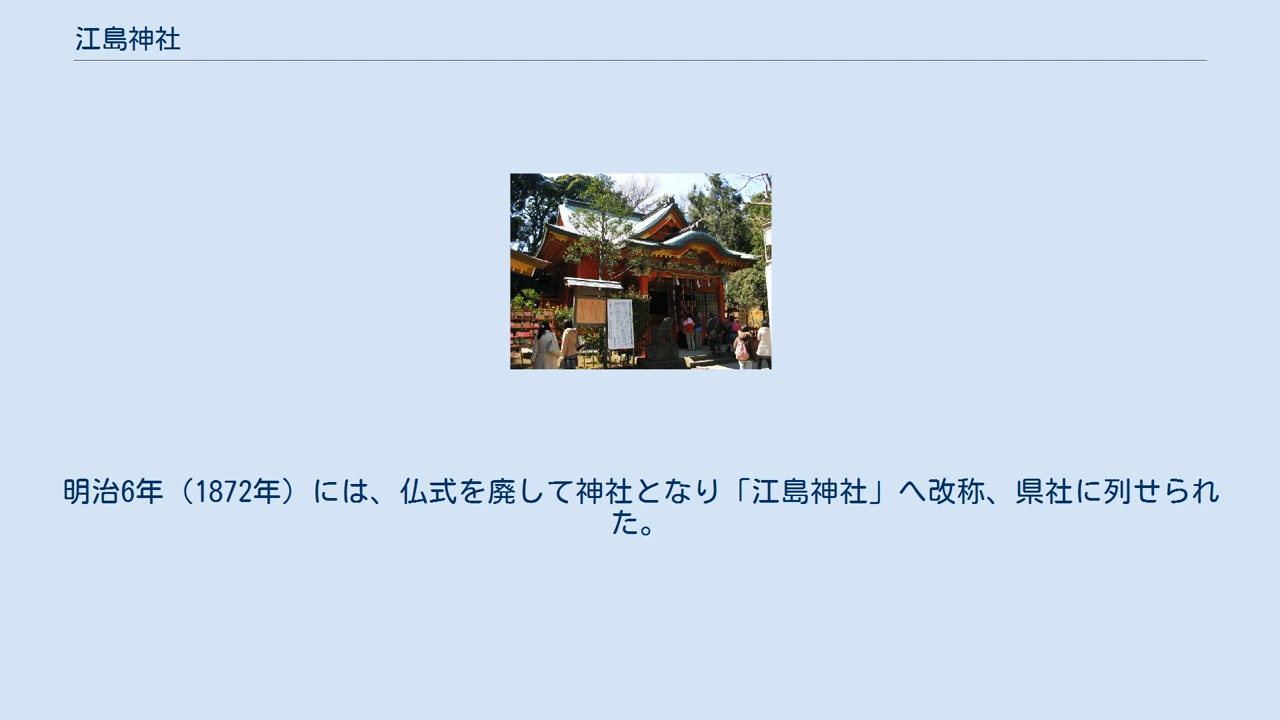 江島神社
明治6年（1872年）には、仏式を廃して神社となり「江島神社」へ改称、県社に列せられ
た。